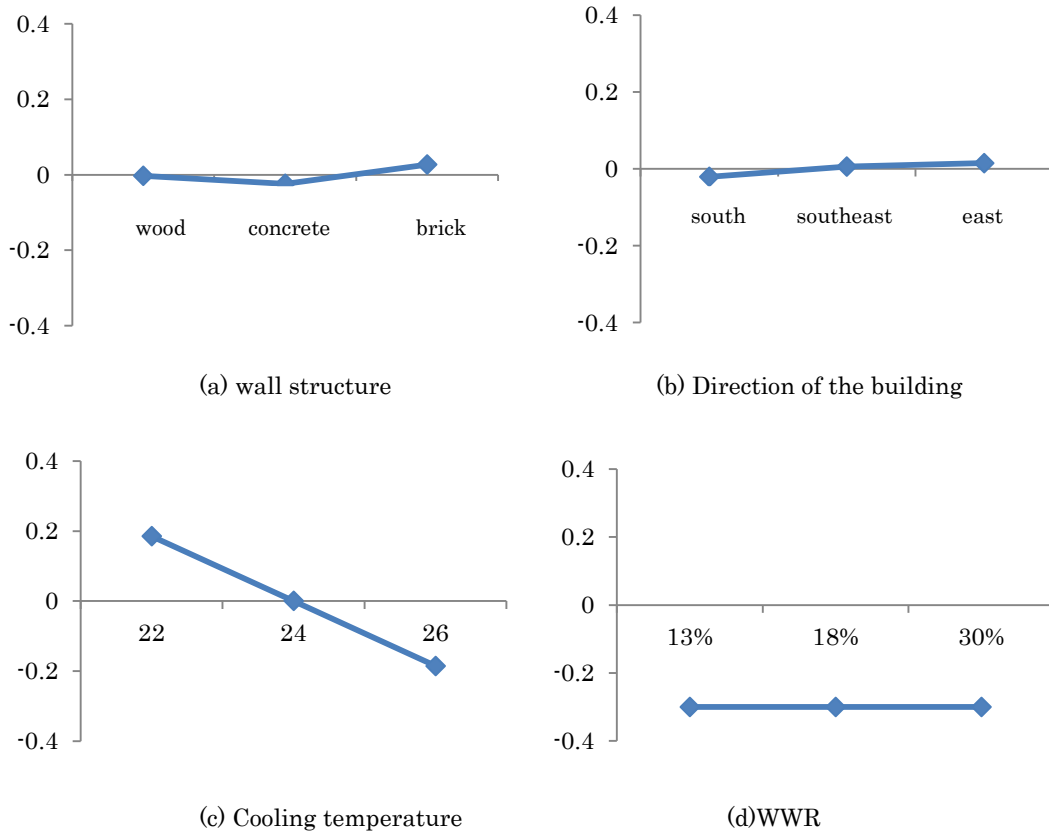 0.4
0.2
0
-0.2
-0.4
wood concrete brick
(a) wall structure
0.4
0.2
0
-0.2
-0.4
south southeast east
(b) Direction of the building
0.4
0.2
0
-0.2
-0.4
22 24 26
(c) Cooling temperature
0.4
0.2
0
-0.2
-0.4
13% 18% 30%
(d)WWR